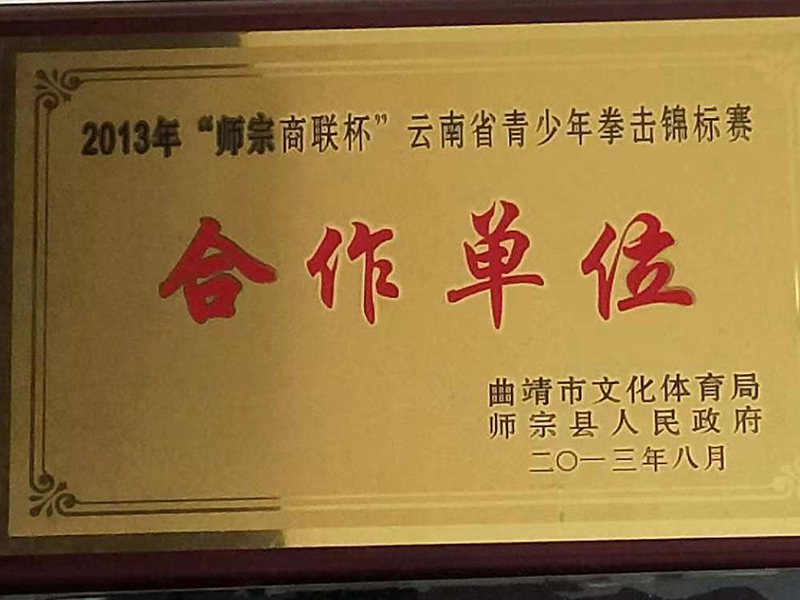 2013年“师宗商联杯”云南省青少年拳击锦标赛
合作单位
曲靖市文化体育局
师宗县人民政府
二〇一三年八月